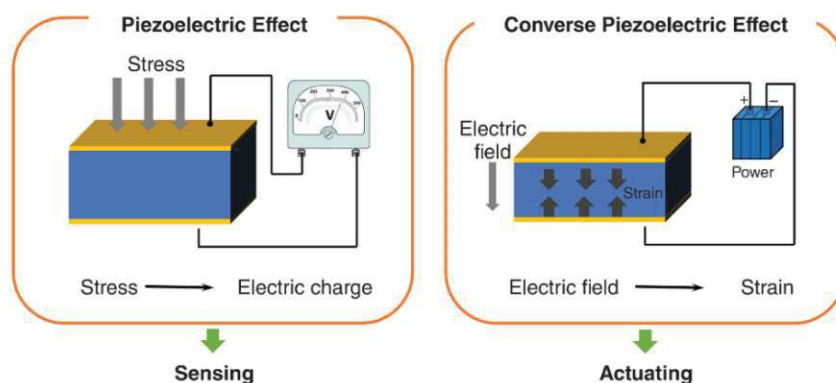 Piezoelectric Effect
Stress
V
Stress
Electric charge
Sensing
Converse Piezoelectric Effect
Electric
field
+ −
Power
Strain
Electric field
Strain
Actuating